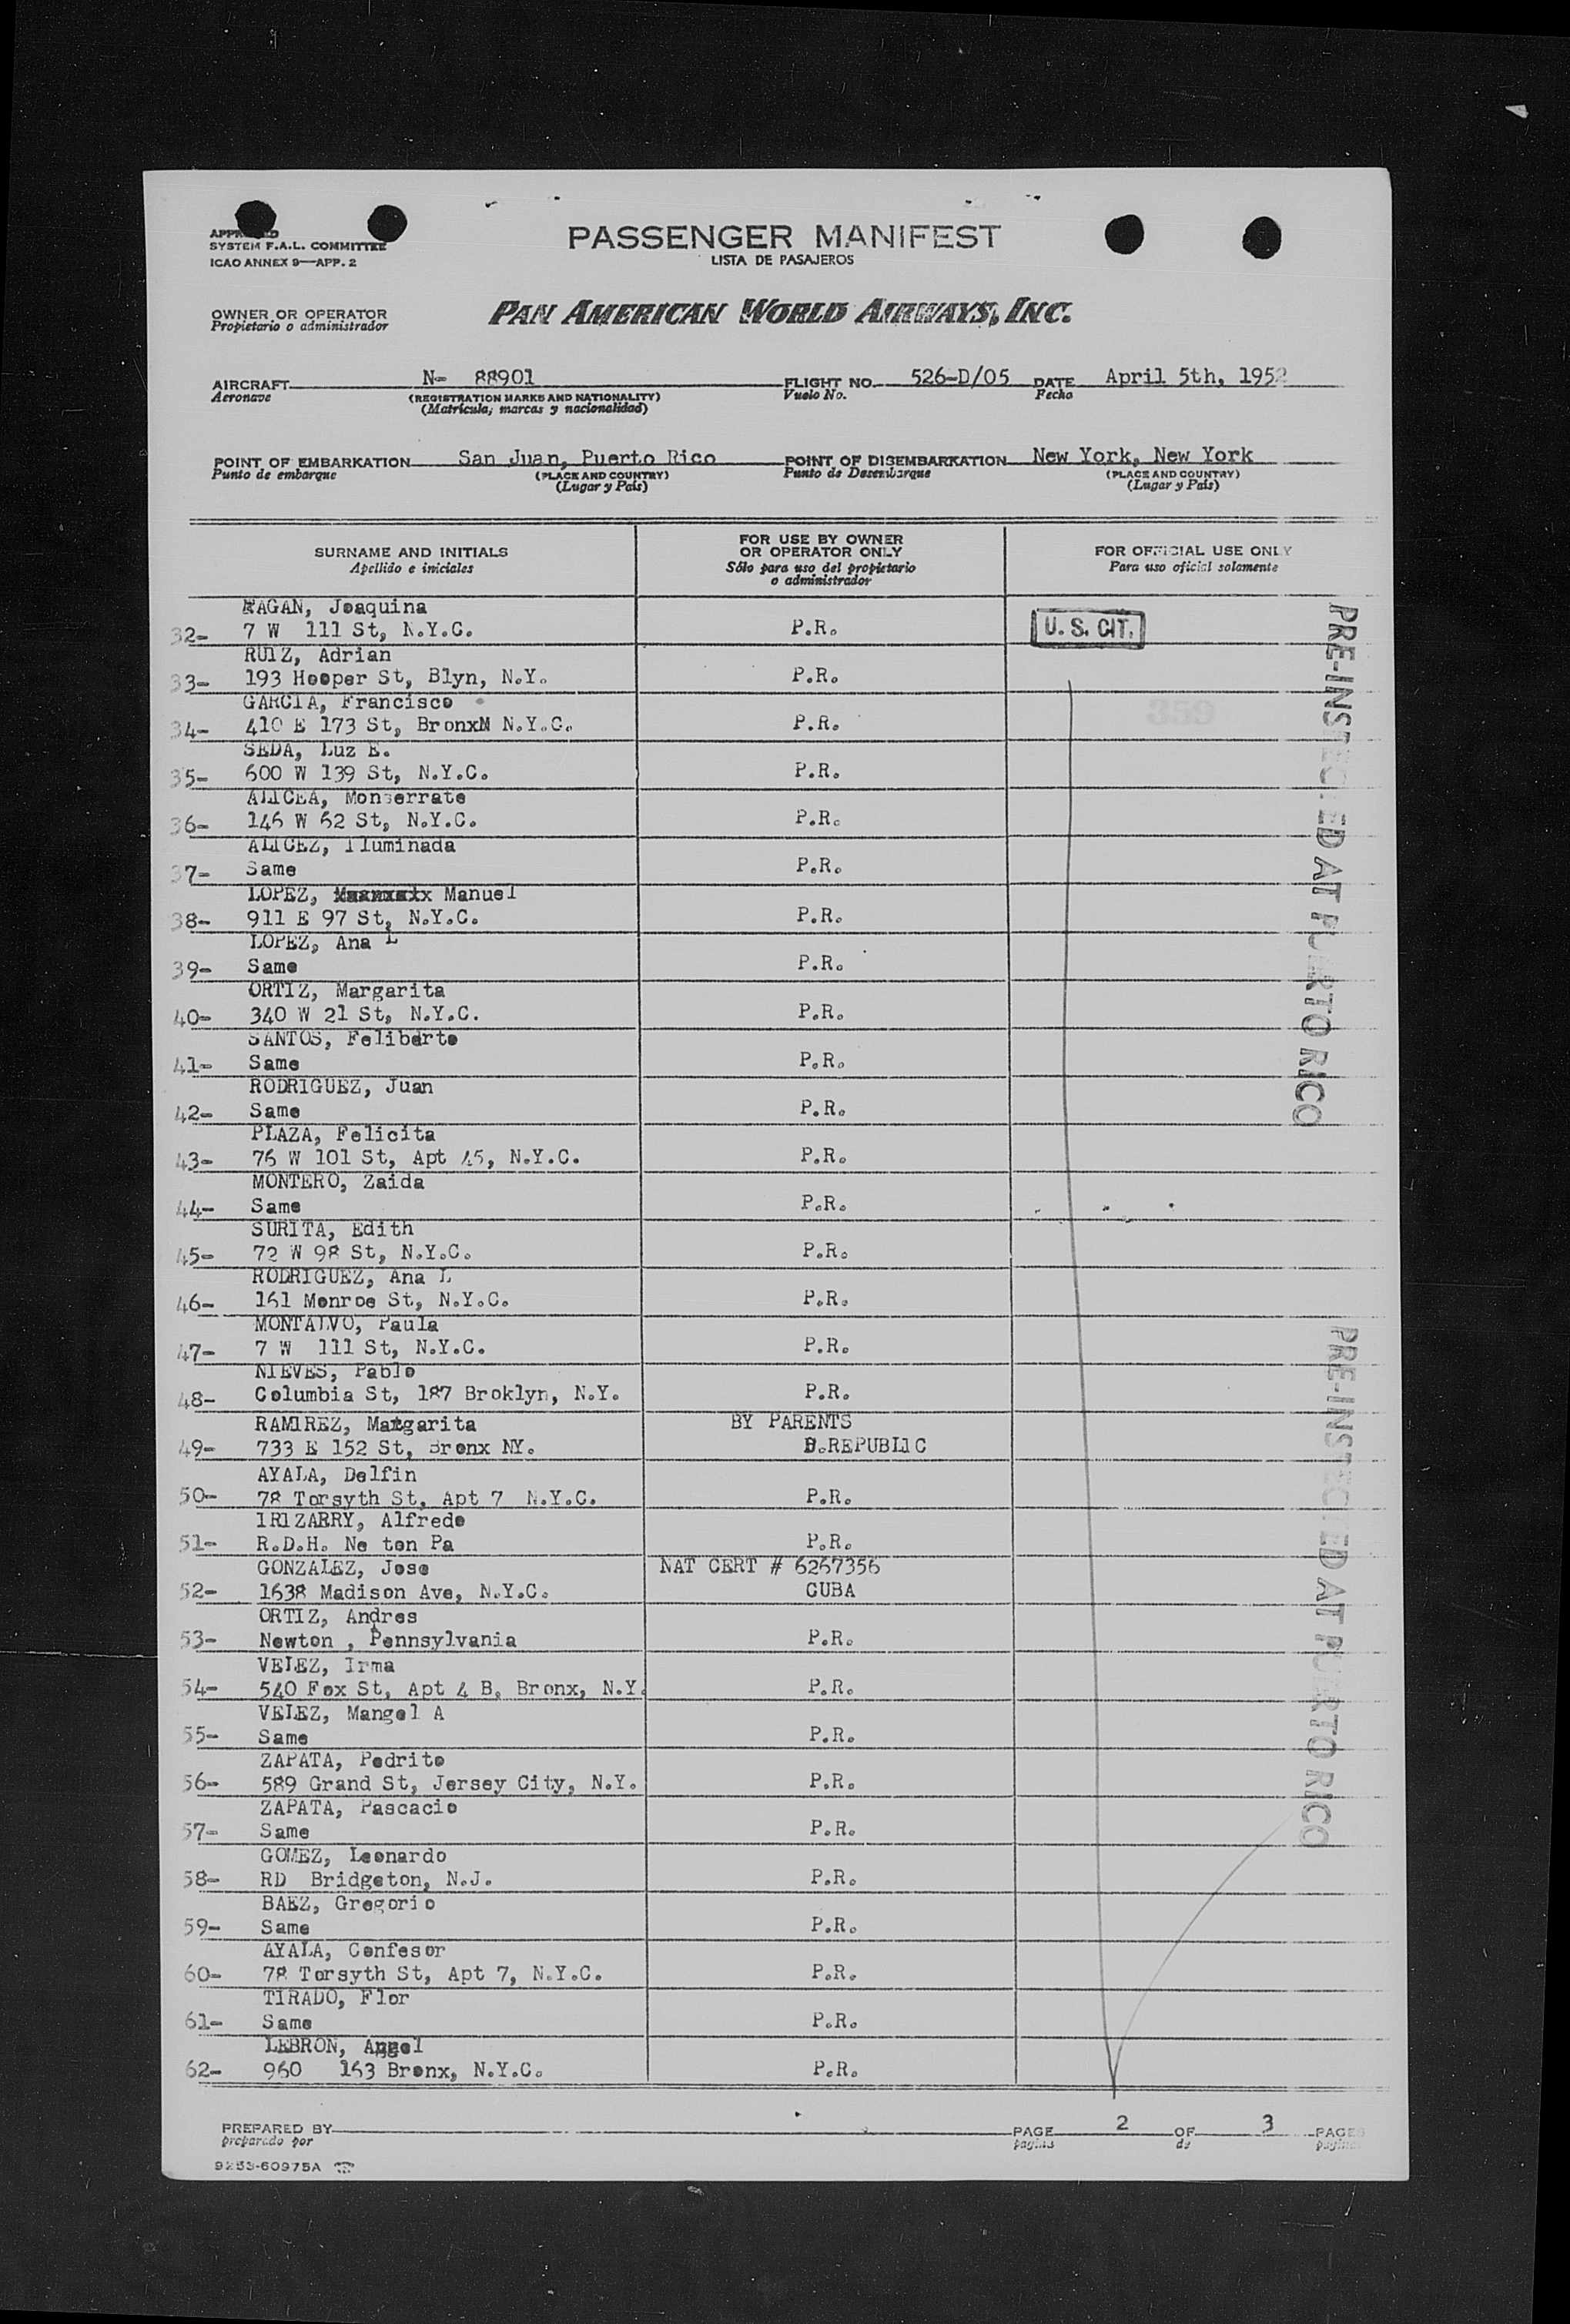 APPROVED
SYSTEM F.A.L. COMMITTEE
ICAO ANNEX 9—APP. 2
PASSENGER MANIFEST
LISTA DE PASAJEROS
OWNER OR OPERATOR
Propietario o administrador
PAN AMERICAN WORLD AIRWAYS, INC.
AIRCRAFT N- 88901 FLIGHT NO. 526-D/05 DATE April 5th, 1952
Aeronave (REGISTRATION MARKS AND NATIONALITY) Vuelo No. Fecha
(Matrícula, marcas y nacionalidad)
POINT OF EMBARKATION San Juan, Puerto Rico POINT OF DISEMBARKATION New York, New York
Punto de embarque (PLACE AND COUNTRY) Punto de Desembarque (PLACE AND COUNTRY)
(Lugar y País) (Lugar y País)
SURNAME AND INITIALS
Apellido e iniciales
FOR USE BY OWNER
OR OPERATOR ONLY
Sólo para uso del propietario
o administrador
FOR OFFICIAL USE ONLY
Para uso oficial solamente
PAGAN, Joaquina
32- 7 W 111 St, N.Y.C. P.R. U. S. CIT.
RUIZ, Adrian
33- 193 Hooper St, Blyn, N.Y. P.R.
GARCIA, Francisco
34- 410 E 173 St, BronxM N.Y.C. P.R. 359
SEDA, Luz E.
35- 600 W 139 St, N.Y.C. P.R.
ALICEA, Monserrate
36- 146 W 62 St, N.Y.C. P.R.
ALICEZ, Iluminada
37- Same P.R.
LOPEZ, Manuel
38- 911 E 97 St, N.Y.C. P.R.
LOPEZ, Ana L
39- Same P.R.
ORTIZ, Margarita
40- 340 W 21 St, N.Y.C. P.R.
SANTOS, Feliberto
41- Same P.R.
RODRIGUEZ, Juan
42- Same P.R.
PLAZA, Felicita
43- 76 W 101 St, Apt 45, N.Y.C. P.R.
MONTERO, Zaida
44- Same P.R.
SURITA, Edith
45- 72 W 98 St, N.Y.C. P.R.
RODRIGUEZ, Ana L
46- 161 Monroe St, N.Y.C. P.R.
MONTALVO, Paula
47- 7 W 111 St, N.Y.C. P.R.
NIEVES, Pablo
48- Columbia St, 187 Broklyn, N.Y. P.R.
RAMIREZ, Margarita BY PARENTS
49- 733 E 152 St, Bronx NY. D.REPUBLIC
AYALA, Delfin
50- 78 Torsyth St, Apt 7 N.Y.C. P.R.
IRIZARRY, Alfredo
51- R.D.H. Ne ton Pa P.R.
GONZALEZ, Jose NAT CERT # 6267356
52- 1638 Madison Ave, N.Y.C. CUBA
ORTIZ, Andres
53- Newton , Pennsylvania P.R.
VELEZ, Irma
54- 540 Fox St, Apt 4 B, Bronx, N.Y. P.R.
VELEZ, Mangel A
55- Same P.R.
ZAPATA, Pedrito
56- 589 Grand St, Jersey City, N.Y. P.R.
ZAPATA, Pascacio
57- Same P.R.
GOMEZ, Leonardo
58- RD Bridgeton, N.J. P.R.
BAEZ, Gregorio
59- Same P.R.
AYALA, Confesor
60- 78 Torsyth St, Apt 7, N.Y.C. P.R.
TIRADO, Flor
61- Same P.R.
LEBRON, Angel
62- 960 163 Bronx, N.Y.C. P.R.
PRE-INSPECTED AT PUERTO RICO
PRE-INSPECTED AT PUERTO RICO
PREPARED BY PAGE 2 OF 3 PAGES
preparado por pagina de paginas
9253-60975A